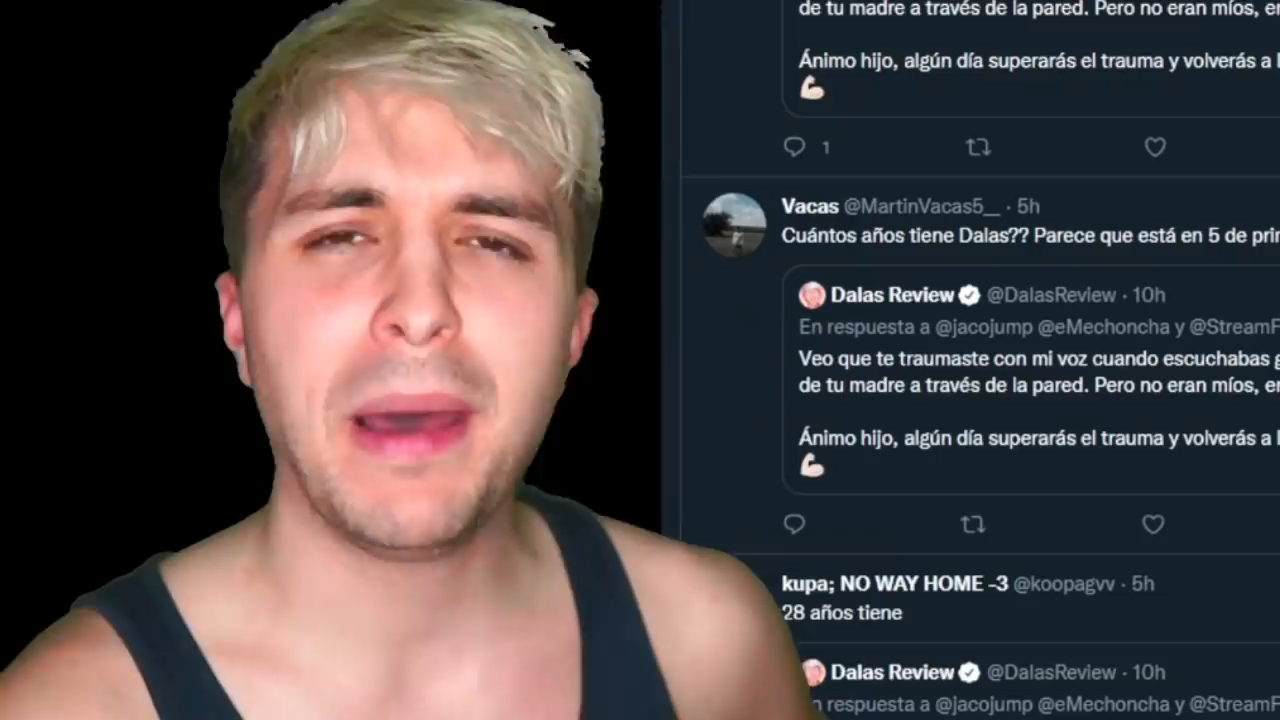 de tu madre a través de la pared. Pero no eran míos, e
Ánimo hijo, algún día superarás el trauma y volverás a
1
Vacas @MartinVacas5__ · 5h
Cuántos años tiene Dalas?? Parece que está en 5 de pri
Dalas Review @DalasReview · 10h
En respuesta a @jacojump @eMechoncha y @StreamF
Veo que te traumaste con mi voz cuando escuchabas g
de tu madre a través de la pared. Pero no eran míos, e
Ánimo hijo, algún día superarás el trauma y volverás a
kupa; NO WAY HOME -3 @koopagvv · 5h
28 años tiene
Dalas Review @DalasReview · 10h
n respuesta a @jacojump @eMechoncha y @StreamF